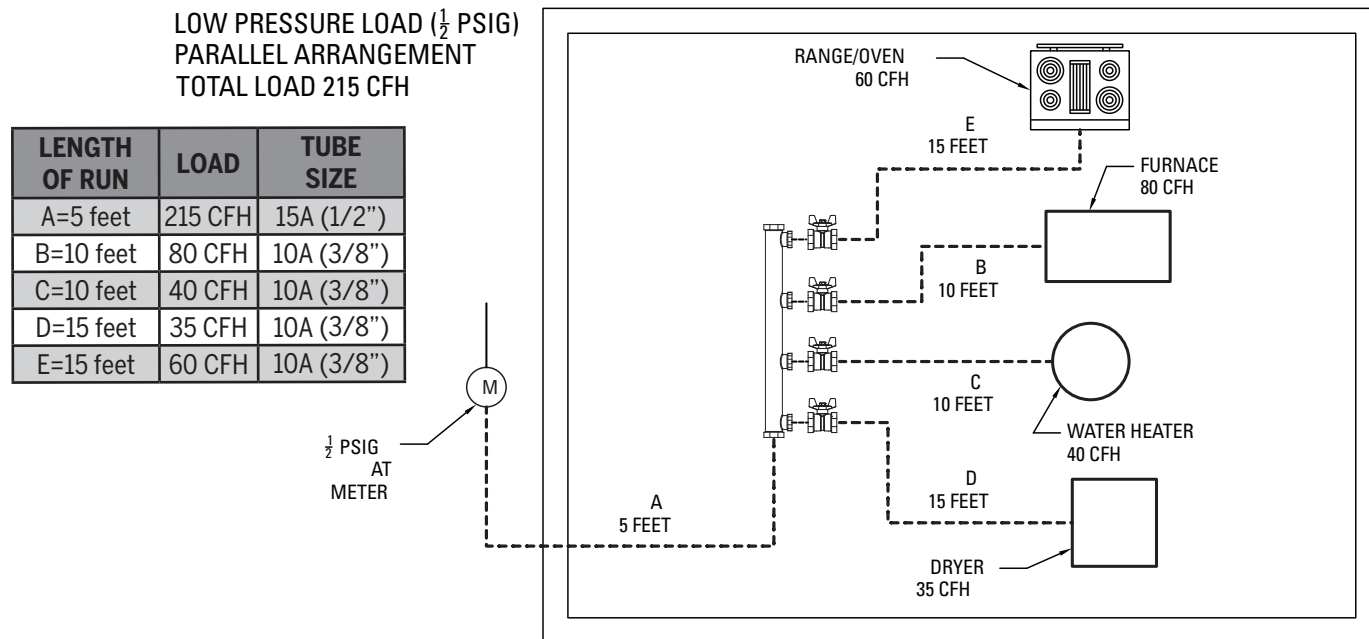 LOW PRESSURE LOAD (½ PSIG)
PARALLEL ARRANGEMENT
TOTAL LOAD 215 CFH
LENGTH OF RUN LOAD TUBE SIZE
A=5 feet 215 CFH 15A (1/2”)
B=10 feet 80 CFH 10A (3/8”)
C=10 feet 40 CFH 10A (3/8”)
D=15 feet 35 CFH 10A (3/8”)
E=15 feet 60 CFH 10A (3/8”)
M
½ PSIG
AT
METER
A
5 FEET
RANGE/OVEN
60 CFH
E
15 FEET
FURNACE
80 CFH
B
10 FEET
C
10 FEET
WATER HEATER
40 CFH
D
15 FEET
DRYER
35 CFH